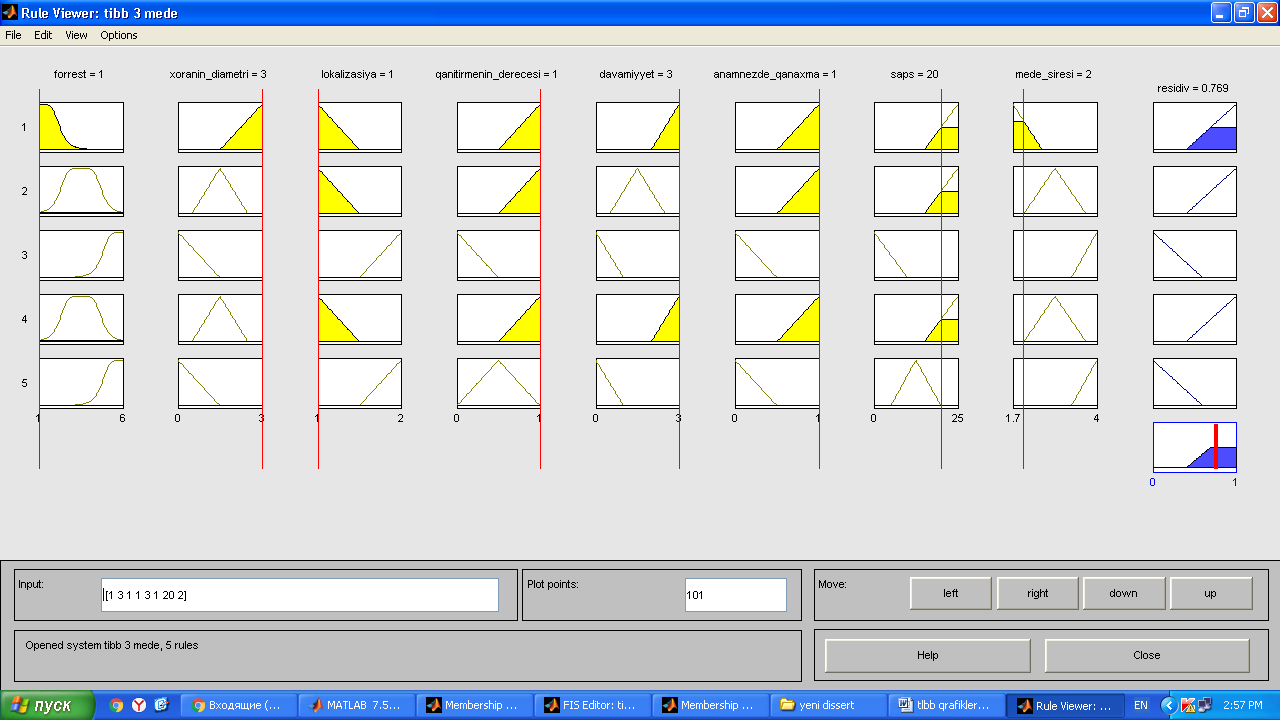 Rule Viewer: tibb 3 mede
File Edit View Options
forrest = 1 xoranin_diametri = 3 lokalizasiya = 1 qanitirmenin_derecesi = 1 davamiyyet = 3 anamnezde_qanaxma = 1 saps = 20 mede_siresi = 2
residiv = 0.769
1
2
3
4
5
1 6 0 3 1 2 0 1 0 3 0 1 0 25 1.7 4
0 1
Input: [1 3 1 1 3 1 20 2] Plot points: 101 Move: left right down up
Opened system tibb 3 mede, 5 rules
Help Close
пуск Входящие (... MATLAB 7.5... Membership ... FIS Editor: ti... Membership ... yeni dissert tlbb qrafikler... Rule Viewer: ... EN 2:57 PM